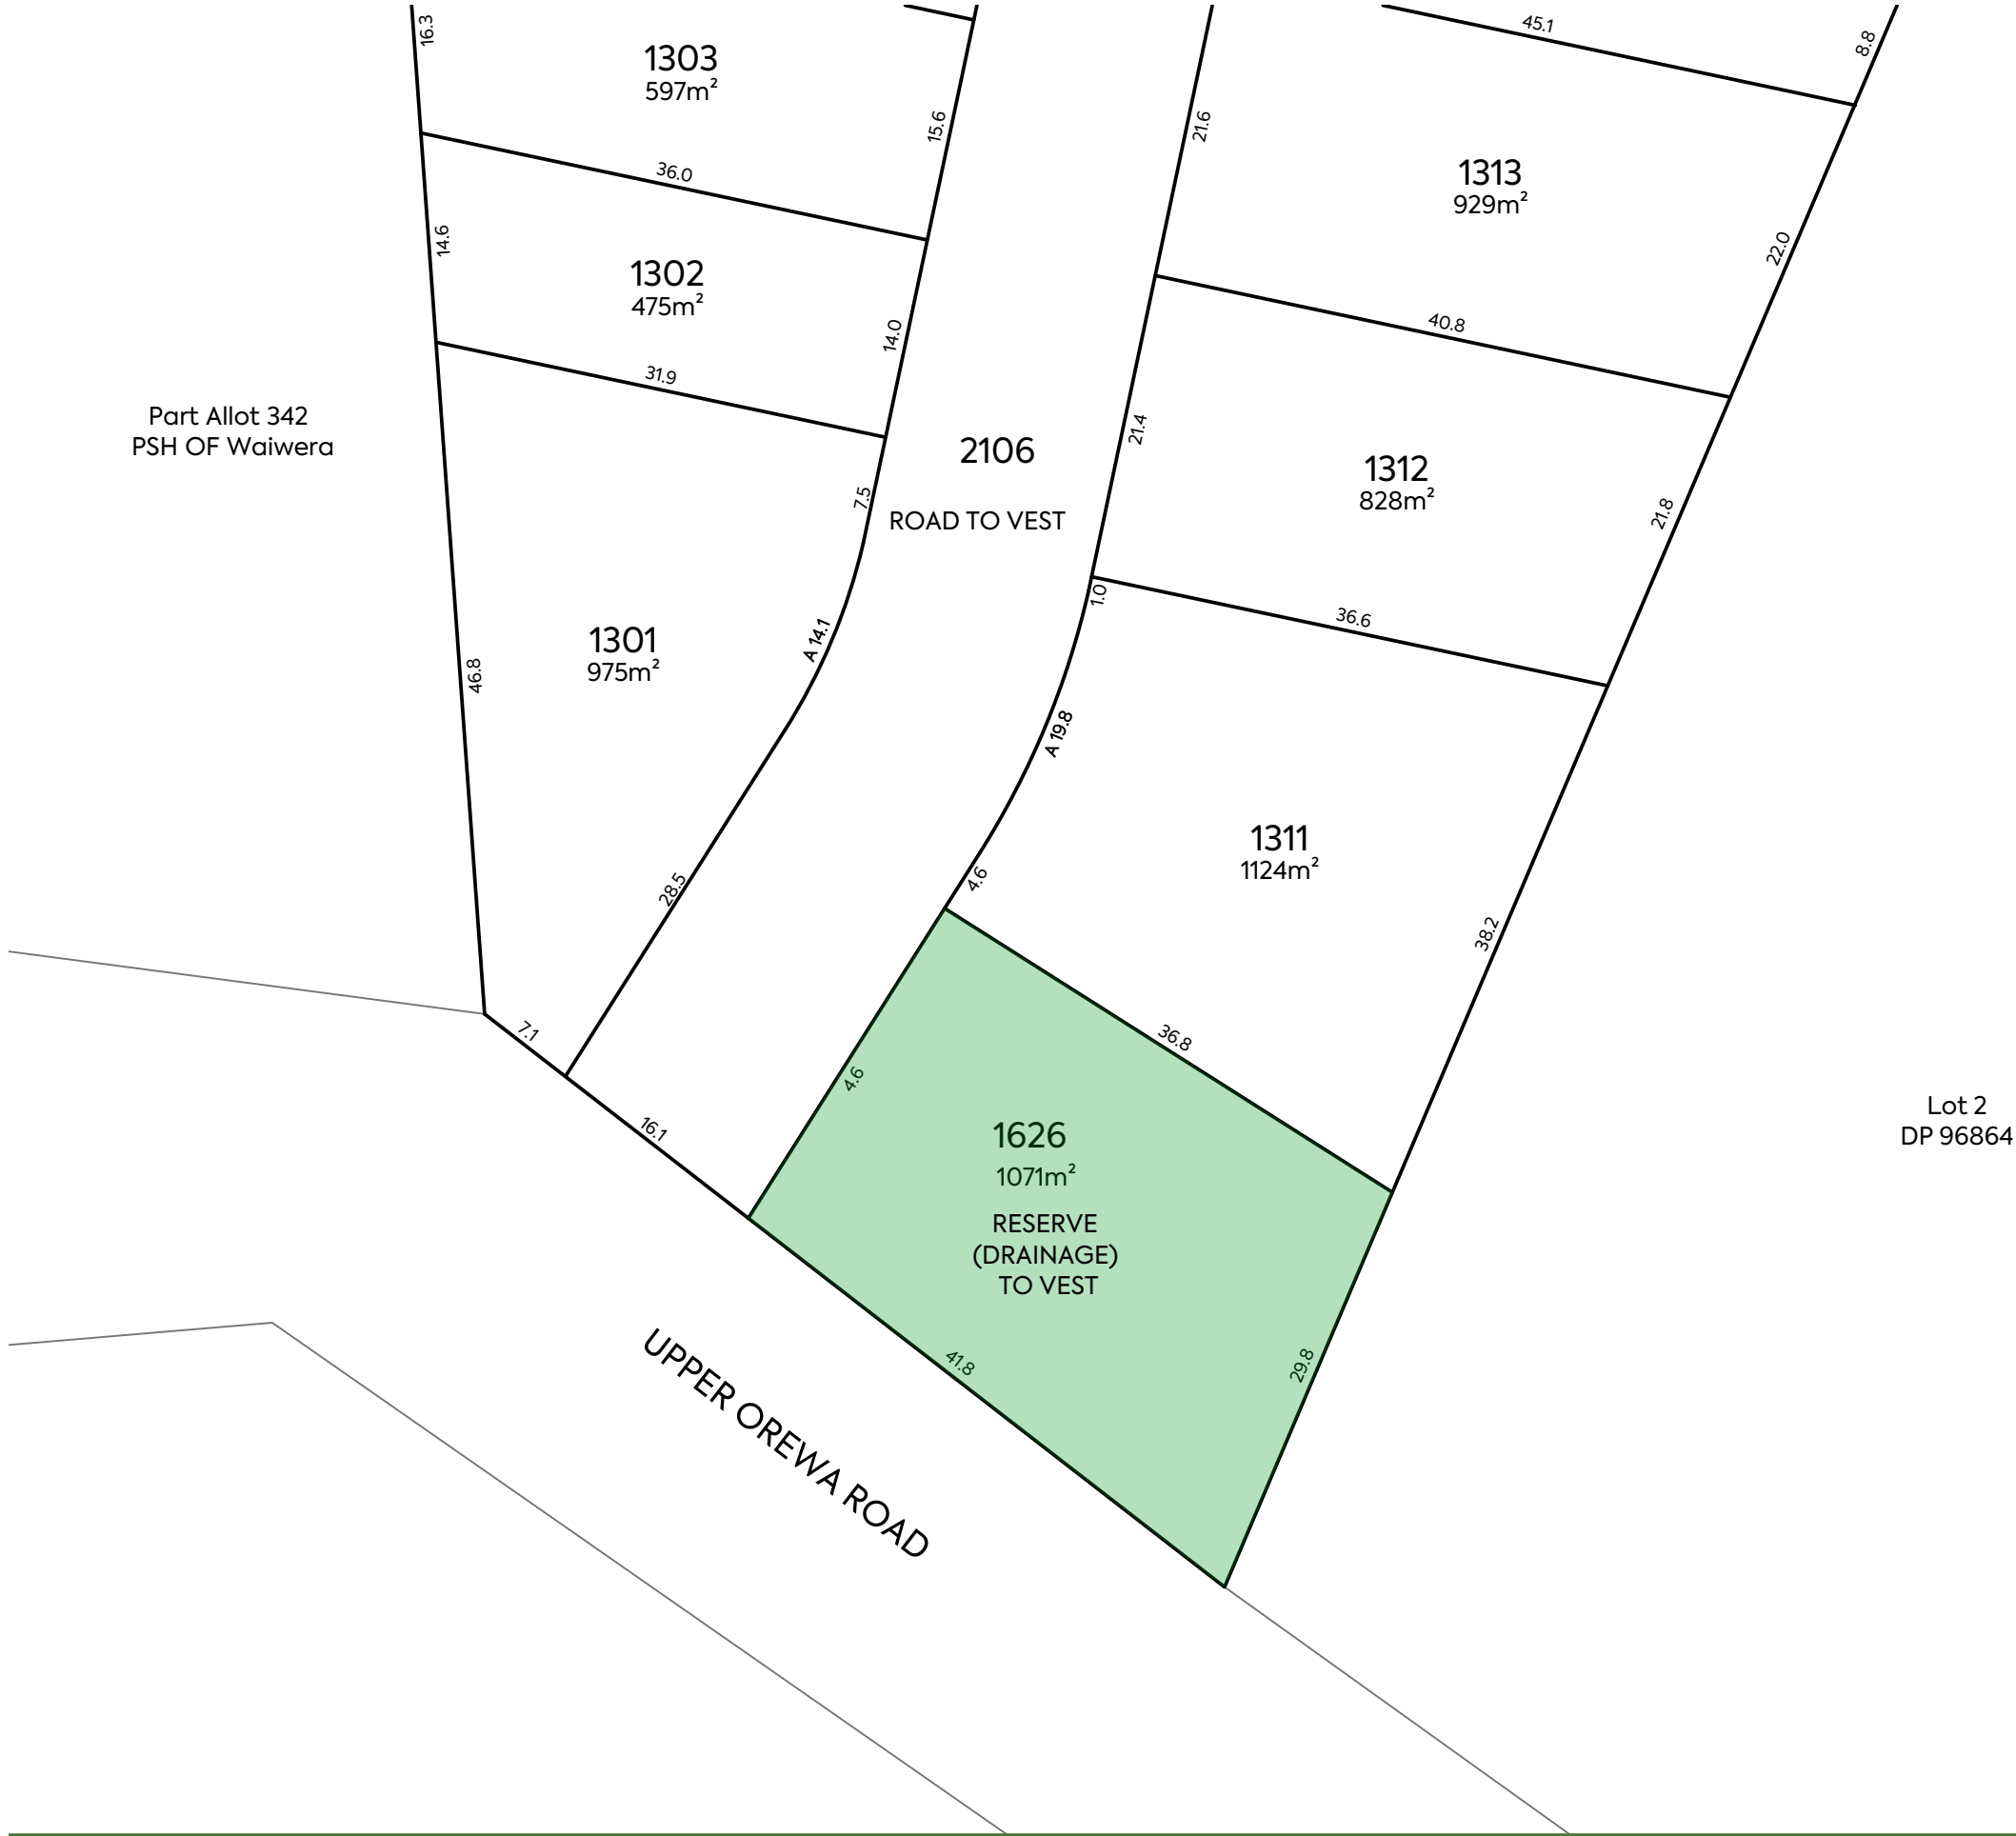 16.3
1303
597m²
15.6
36.0
14.6
1302
475m²
14.0
31.9
Part Allot 342
PSH OF Waiwera
7.5
2106
ROAD TO VEST
1301
975m²
46.8
A 14.1
28.5
7.1
16.1
45.1
8.8
21.6
1313
929m²
22.0
40.8
21.4
1312
828m²
21.8
1.0
36.6
A 19.8
1311
1124m²
4.6
38.2
36.8
4.6
1626
1071m²
RESERVE
(DRAINAGE)
TO VEST
41.8
29.8
Lot 2
DP 96864
UPPER OREWA ROAD